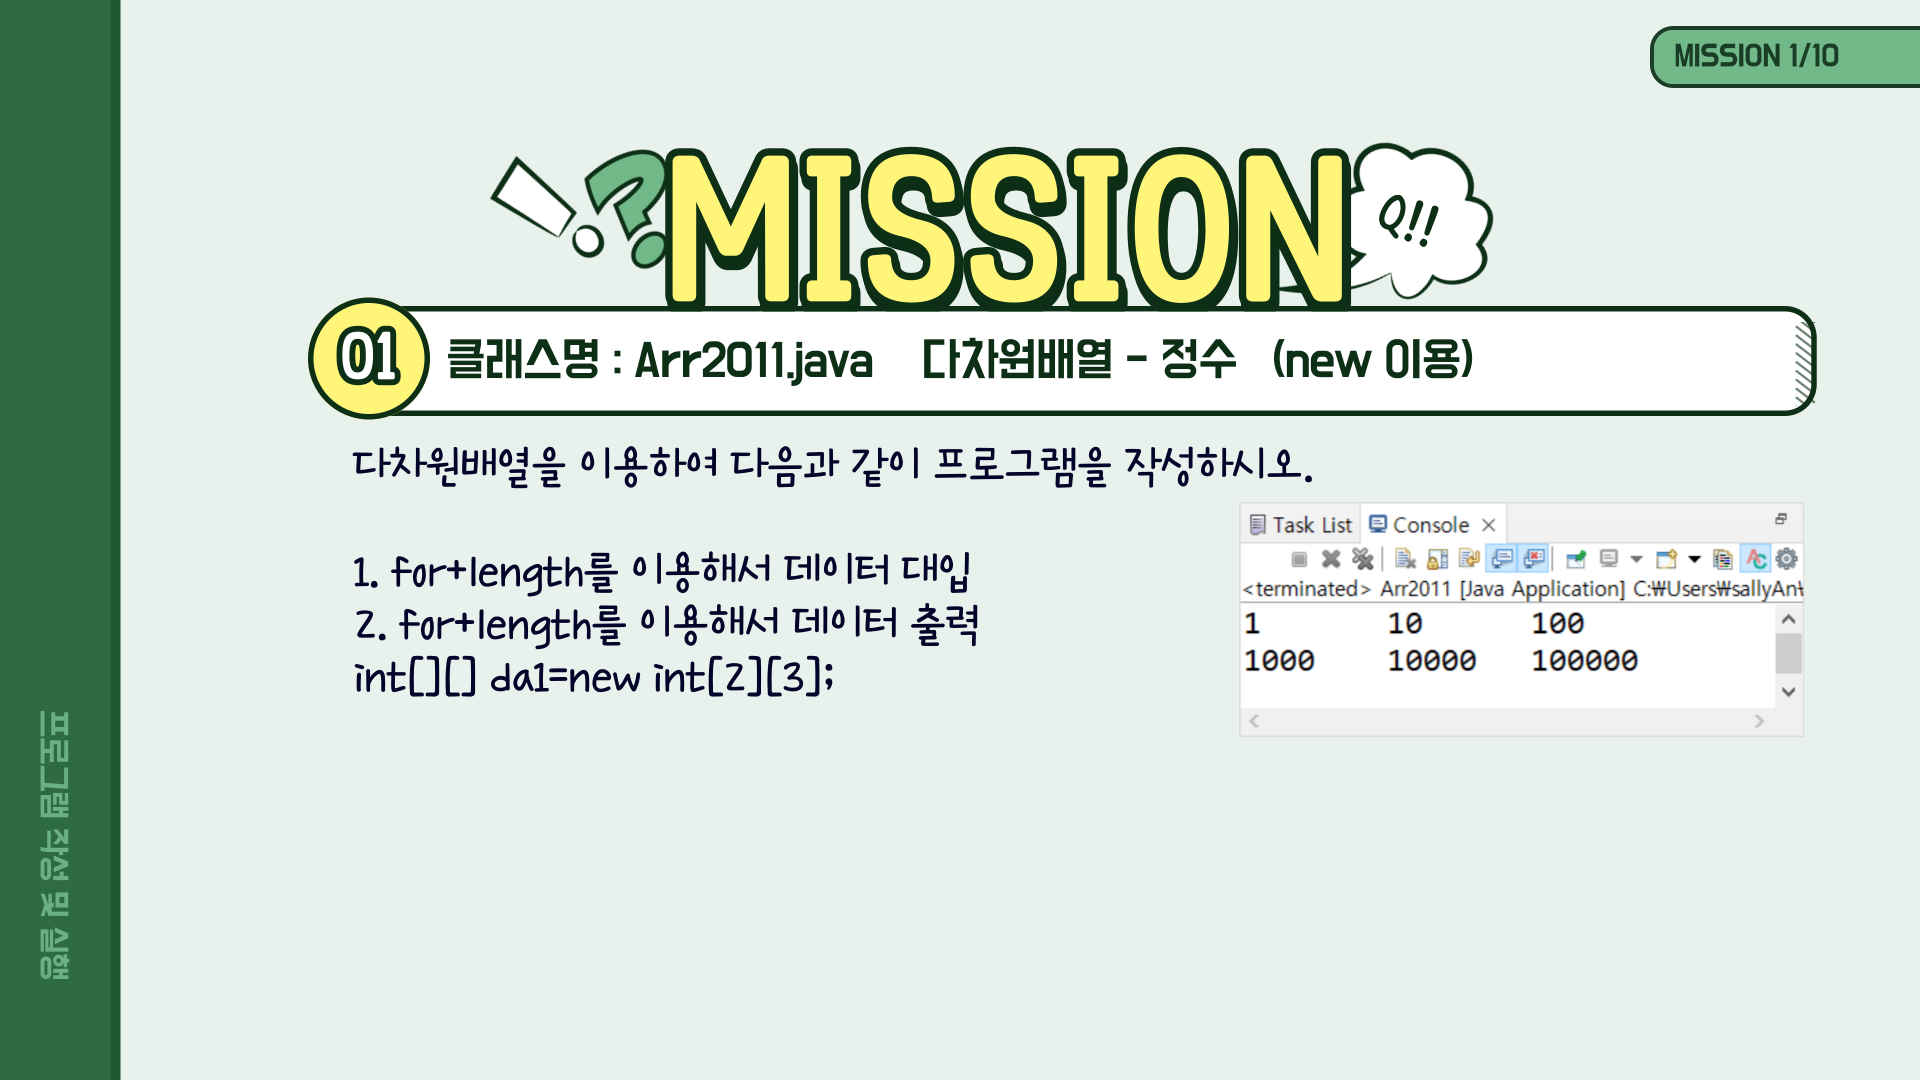 MISSION 1/10
!?
MISSION
Q!!
01
클래스명 : Arr2011.java 다차원배열 - 정수 (new 이용)
다차원배열을 이용하여 다음과 같이 프로그램을 작성하시오.
1. for+length를 이용해서 데이터 대입
2. for+length를 이용해서 데이터 출력
int[][] da1=new int[2][3];
Task List Console
<terminated> Arr2011 [Java Application] C:₩Users₩sallyAn
1 10 100
1000 10000 100000
프로그램 작성 및 실행